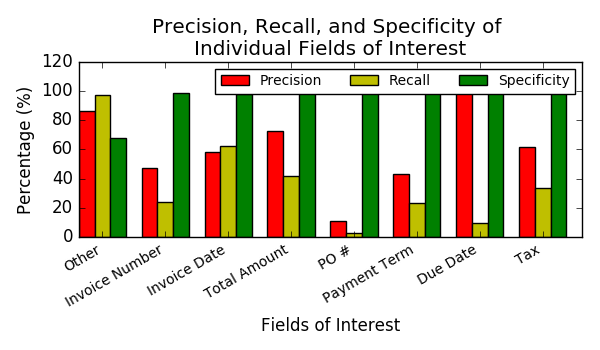 Precision, Recall, and Specificity of
Individual Fields of Interest
Percentage (%)
120
100
80
60
40
20
0
Precision
Recall
Specificity
Other
Invoice Number
Invoice Date
Total Amount
PO #
Payment Term
Due Date
Tax
Fields of Interest